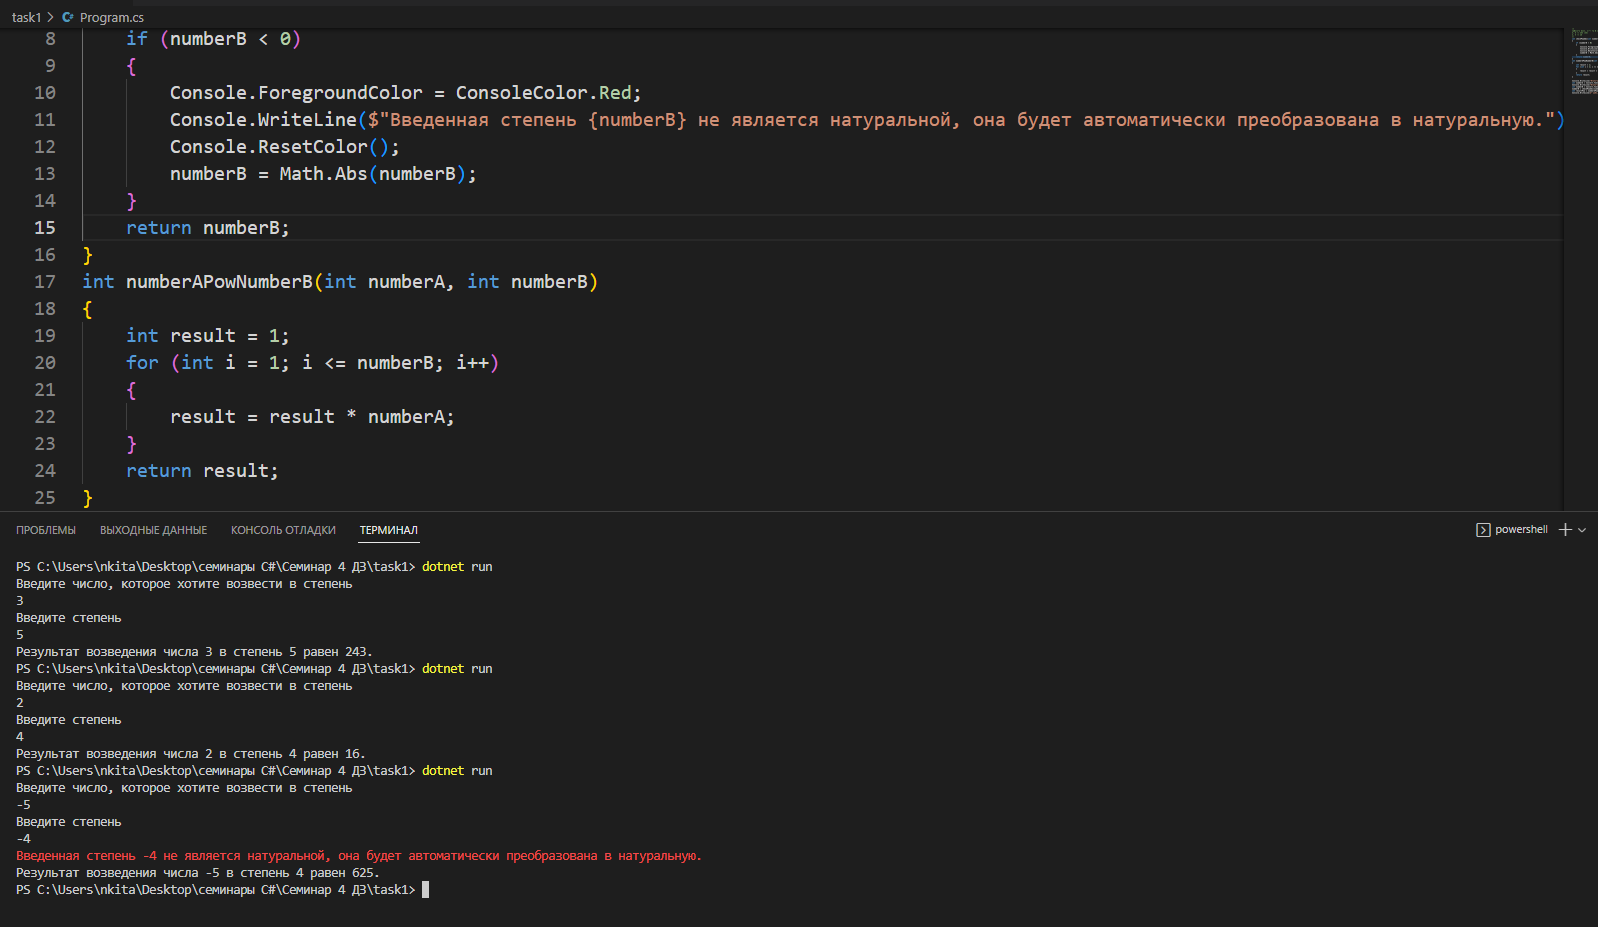 task1 > C# Program.cs
8 if (numberB < 0)
9 {
10 Console.ForegroundColor = ConsoleColor.Red;
11 Console.WriteLine($"Введенная степень {numberB} не является натуральной, она будет автоматически преобразована в натуральную.")
12 Console.ResetColor();
13 numberB = Math.Abs(numberB);
14 }
15 return numberB;
16 }
17 int numberAPowNumberB(int numberA, int numberB)
18 {
19 int result = 1;
20 for (int i = 1; i <= numberB; i++)
21 {
22 result = result * numberA;
23 }
24 return result;
25 }
ПРОБЛЕМЫ ВЫХОДНЫЕ ДАННЫЕ КОНСОЛЬ ОТЛАДКИ ТЕРМИНАЛ powershell
PS C:\Users\nkita\Desktop\семинары C#\Семинар 4 ДЗ\task1> dotnet run
Введите число, которое хотите возвести в степень
3
Введите степень
5
Результат возведения числа 3 в степень 5 равен 243.
PS C:\Users\nkita\Desktop\семинары C#\Семинар 4 ДЗ\task1> dotnet run
Введите число, которое хотите возвести в степень
2
Введите степень
4
Результат возведения числа 2 в степень 4 равен 16.
PS C:\Users\nkita\Desktop\семинары C#\Семинар 4 ДЗ\task1> dotnet run
Введите число, которое хотите возвести в степень
-5
Введите степень
-4
Введенная степень -4 не является натуральной, она будет автоматически преобразована в натуральную.
Результат возведения числа -5 в степень 4 равен 625.
PS C:\Users\nkita\Desktop\семинары C#\Семинар 4 ДЗ\task1>